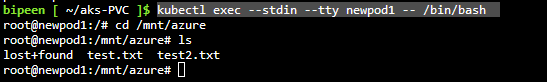 bipeen [ ~/aks-PVC ]$ kubectl exec --stdin --tty newpod1 -- /bin/bash
root@newpod1:/# cd /mnt/azure
root@newpod1:/mnt/azure# ls
lost+found  test.txt  test2.txt
root@newpod1:/mnt/azure#